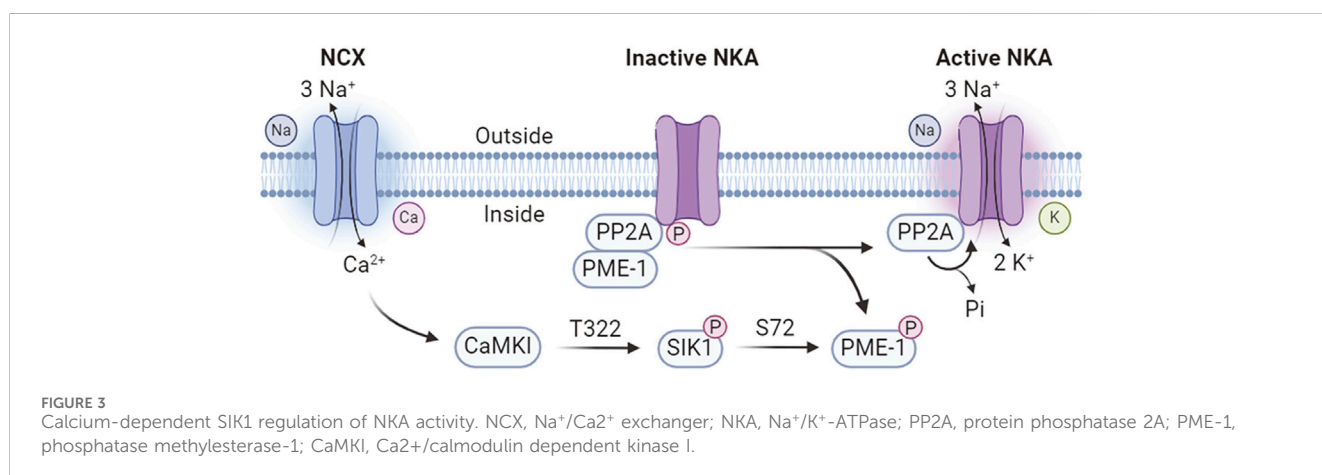 NCX
Inactive NKA
Active NKA
3 Na⁺
3 Na⁺
Na
Na
Outside
Inside
Ca
K
PP2A
P
PP2A
PME-1
Ca²⁺
2 K⁺
Pi
T322
P
S72
P
CaMKI
SIK1
PME-1
FIGURE 3
Calcium-dependent SIK1 regulation of NKA activity. NCX, Na⁺/Ca2⁺ exchanger; NKA, Na⁺/K⁺-ATPase; PP2A, protein phosphatase 2A; PME-1,
phosphatase methylesterase-1; CaMKI, Ca2+/calmodulin dependent kinase I.